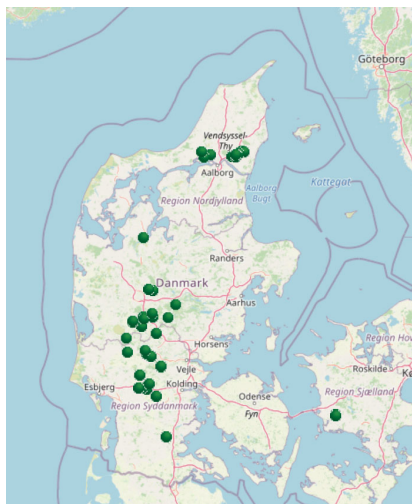 Göteborg
Vendsyssel-
Thy
Aalborg
Aalborg
Bugt
Kattegat
Region Nordjylland
Randers
Danmark
Aarhus
Horsens
Region Hov
Roskilde
Vejle
Kø
Esbjerg
Kolding
Odense
Region Sjælland
Region Syddanmark
Fyn